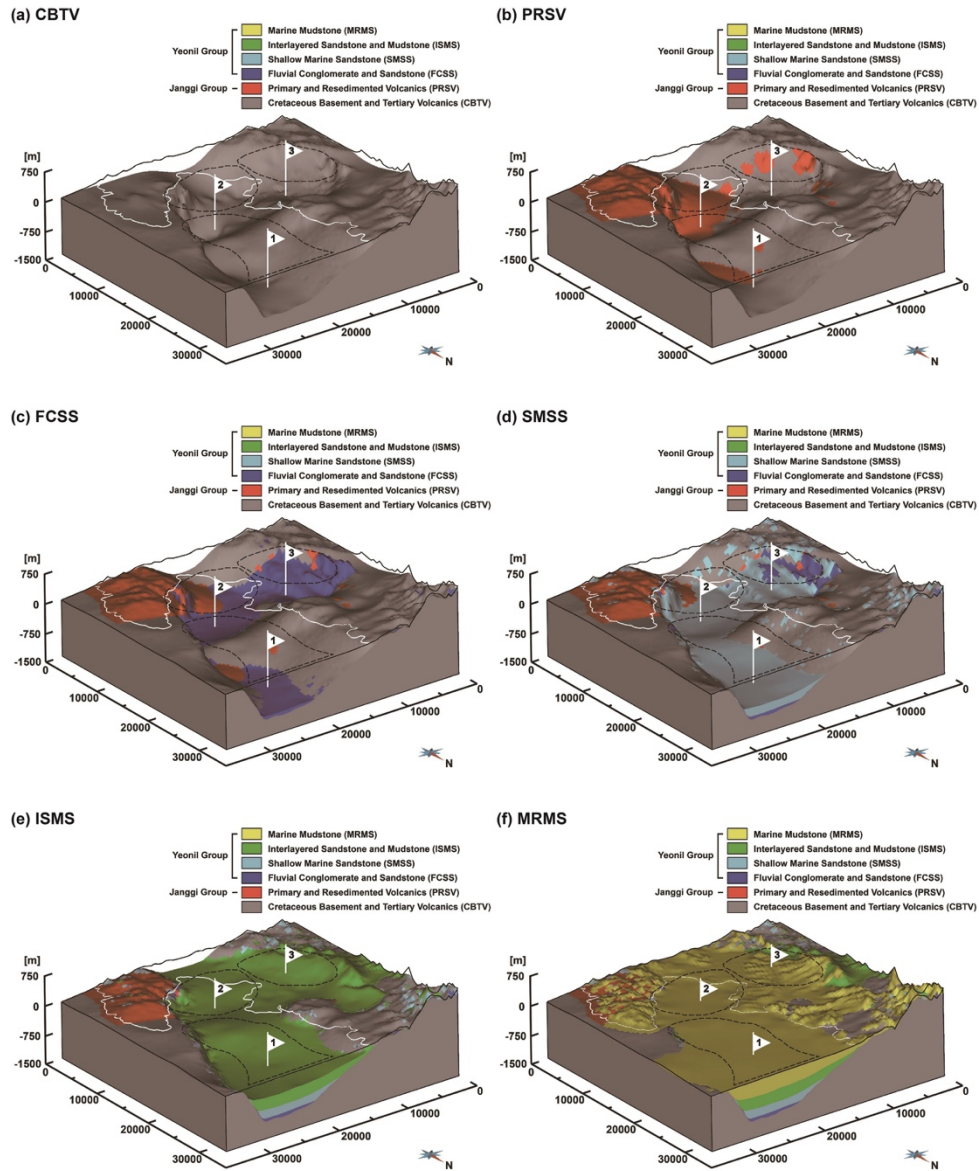 (a) CBTV
Yeonil Group
Marine Mudstone (MRMS)
Interlayered Sandstone and Mudstone (ISMS)
Shallow Marine Sandstone (SMSS)
Fluvial Conglomerate and Sandstone (FCSS)
Janggi Group
Primary and Resedimented Volcanics (PRSV)
Cretaceous Basement and Tertiary Volcanics (CBTV)
[m]
750
0
-750
-1500
0
10000
20000
30000
30000
20000
10000
0
1
2
3
N
(b) PRSV
Yeonil Group
Marine Mudstone (MRMS)
Interlayered Sandstone and Mudstone (ISMS)
Shallow Marine Sandstone (SMSS)
Fluvial Conglomerate and Sandstone (FCSS)
Janggi Group
Primary and Resedimented Volcanics (PRSV)
Cretaceous Basement and Tertiary Volcanics (CBTV)
[m]
750
0
-750
-1500
0
10000
20000
30000
30000
20000
10000
0
1
2
3
N
(c) FCSS
Yeonil Group
Marine Mudstone (MRMS)
Interlayered Sandstone and Mudstone (ISMS)
Shallow Marine Sandstone (SMSS)
Fluvial Conglomerate and Sandstone (FCSS)
Janggi Group
Primary and Resedimented Volcanics (PRSV)
Cretaceous Basement and Tertiary Volcanics (CBTV)
[m]
750
0
-750
-1500
0
10000
20000
30000
30000
20000
10000
0
1
2
3
N
(d) SMSS
Yeonil Group
Marine Mudstone (MRMS)
Interlayered Sandstone and Mudstone (ISMS)
Shallow Marine Sandstone (SMSS)
Fluvial Conglomerate and Sandstone (FCSS)
Janggi Group
Primary and Resedimented Volcanics (PRSV)
Cretaceous Basement and Tertiary Volcanics (CBTV)
[m]
750
0
-750
-1500
0
10000
20000
30000
30000
20000
10000
0
1
2
3
N
(e) ISMS
Yeonil Group
Marine Mudstone (MRMS)
Interlayered Sandstone and Mudstone (ISMS)
Shallow Marine Sandstone (SMSS)
Fluvial Conglomerate and Sandstone (FCSS)
Janggi Group
Primary and Resedimented Volcanics (PRSV)
Cretaceous Basement and Tertiary Volcanics (CBTV)
[m]
750
0
-750
-1500
0
10000
20000
30000
30000
20000
10000
0
1
2
3
N
(f) MRMS
Yeonil Group
Marine Mudstone (MRMS)
Interlayered Sandstone and Mudstone (ISMS)
Shallow Marine Sandstone (SMSS)
Fluvial Conglomerate and Sandstone (FCSS)
Janggi Group
Primary and Resedimented Volcanics (PRSV)
Cretaceous Basement and Tertiary Volcanics (CBTV)
[m]
750
0
-750
-1500
0
10000
20000
30000
30000
20000
10000
0
1
2
3
N